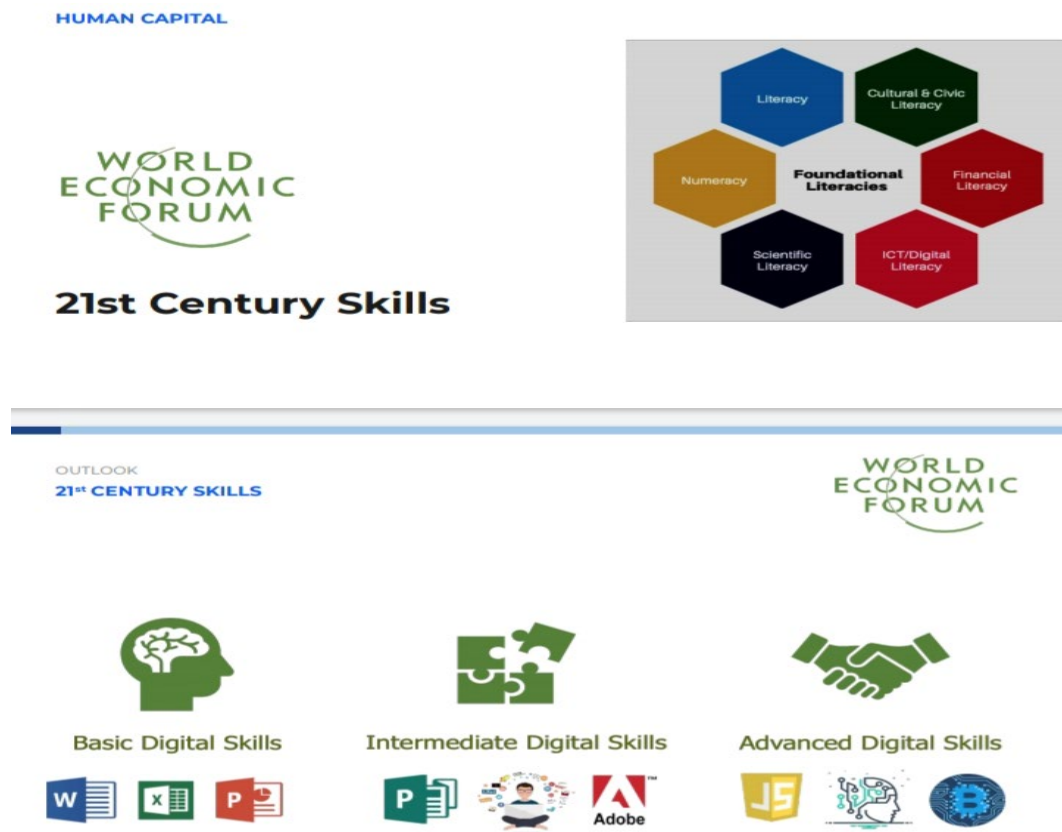 HUMAN CAPITAL
WORLD
ECONOMIC
FORUM
21st Century Skills
Literacy
Cultural & Civic
Literacy
Numeracy
Foundational
Literacies
Financial
Literacy
Scientific
Literacy
ICT/Digital
Literacy
OUTLOOK
21st CENTURY SKILLS
WORLD
ECONOMIC
FORUM
Basic Digital Skills
Intermediate Digital Skills
Advanced Digital Skills
W
X
P
P
Adobe™
JS
B